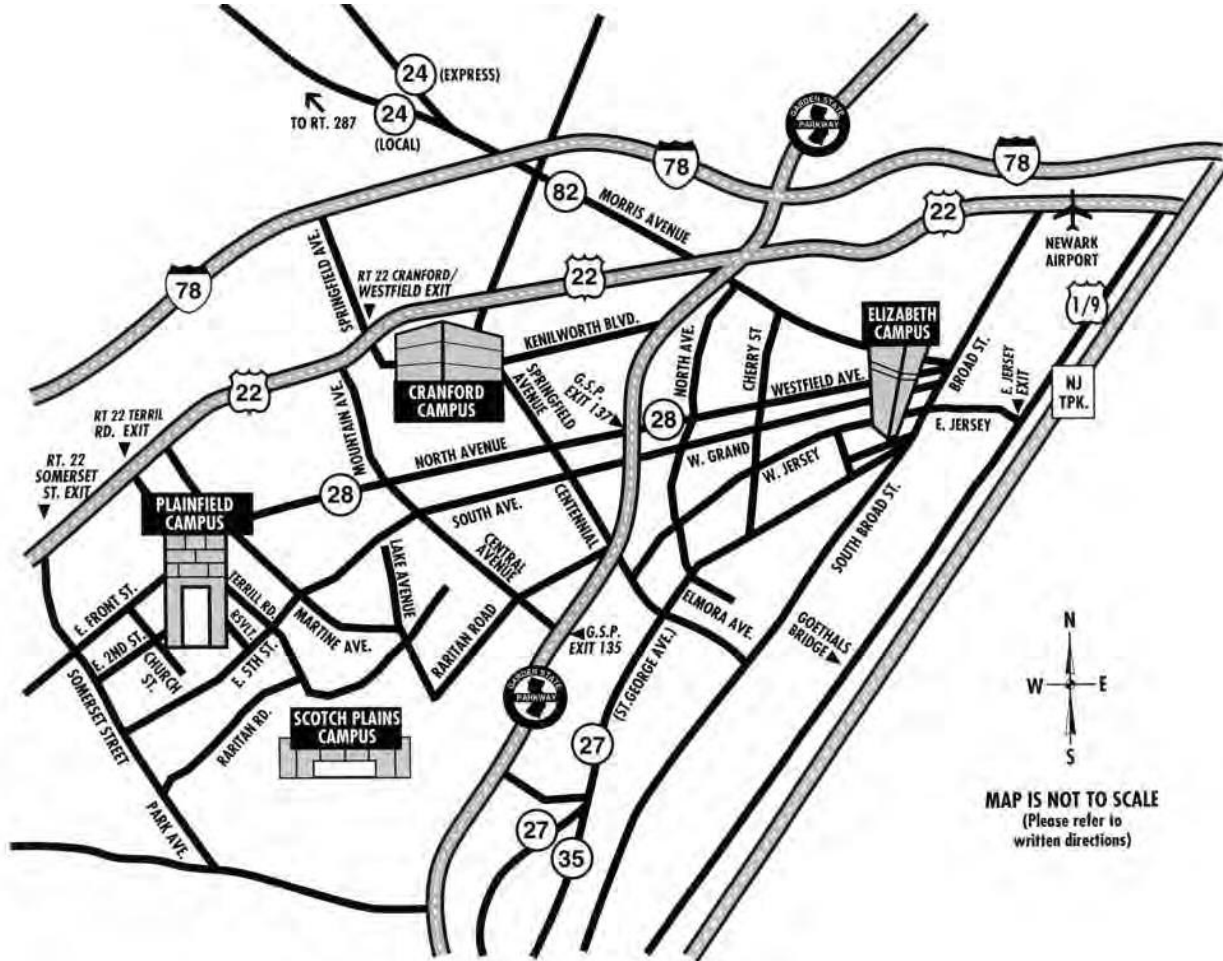 24
(EXPRESS)
TO RT. 287
24
(LOCAL)
GARDEN STATE
PARKWAY
78
78
82
MORRIS AVENUE
22
NEWARK
AIRPORT
SPRINGFIELD AVE.
RT 22 CRANFORD/
WESTFIELD EXIT
22
78
1/9
ELIZABETH
CAMPUS
KENILWORTH BLVD.
CRANFORD
CAMPUS
SPRINGFIELD
AVENUE
G.S.P.
EXIT 137
NORTH AVE.
CHERRY ST
WESTFIELD AVE.
BROAD ST.
E. JERSEY
EXIT
NJ
TPK.
22
RT 22 TERRIL
RD. EXIT
MOUNTAIN AVE.
28
E. JERSEY
RT. 22
SOMERSET
ST. EXIT
NORTH AVENUE
W. GRAND
W. JERSEY
28
PLAINFIELD
CAMPUS
SOUTH AVE.
CENTENNIAL
SOUTH BROAD ST.
LAKE AVENUE
CENTRAL
AVENUE
E. FRONT ST.
TERRILL RD.
RSVLT.
MARTINE AVE.
ELMORA AVE.
GOETHALS
BRIDGE
N
E. 2ND ST.
CHURCH
ST.
E. 5TH ST.
RARITAN ROAD
G.S.P.
EXIT 135
W
E
S
GARDEN STATE
PARKWAY
(ST.GEORGE AVE.)
SOMERSET STREET
RARITAN RD.
SCOTCH PLAINS
CAMPUS
27
PARK AVE.
27
35
MAP IS NOT TO SCALE
(Please refer to
written directions)